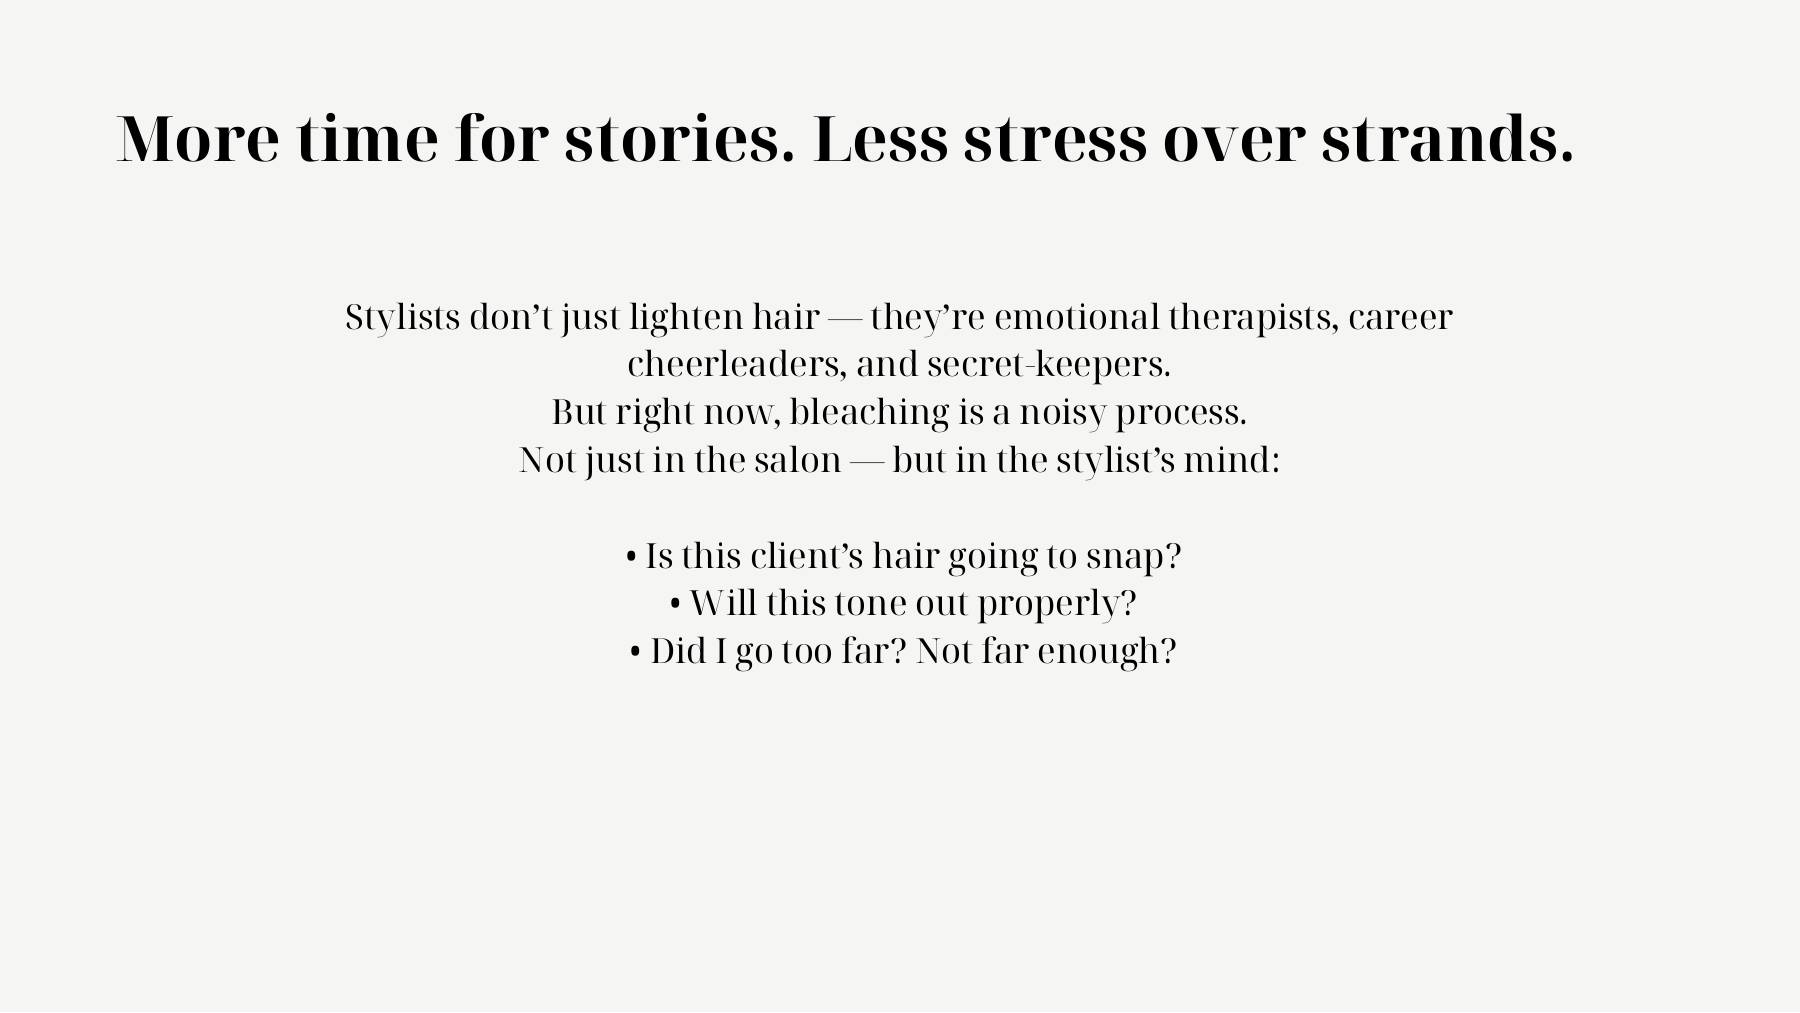 More time for stories. Less stress over strands.
Stylists don’t just lighten hair — they’re emotional therapists, career
cheerleaders, and secret-keepers.
But right now, bleaching is a noisy process.
Not just in the salon — but in the stylist’s mind:
• Is this client’s hair going to snap?
• Will this tone out properly?
• Did I go too far? Not far enough?